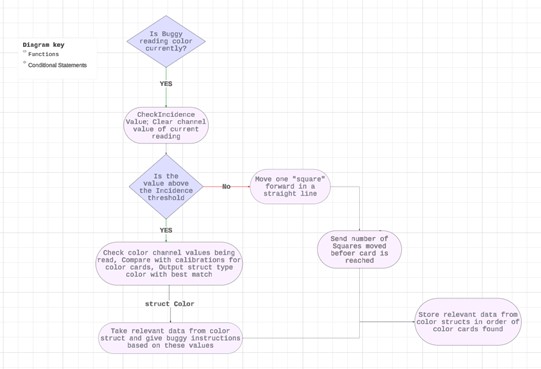 Is Buggy
reading color
currently?
Diagram key
Functions
Conditional Statements
YES
CheckIncidence
Value; Clear channel
value of current
reading
Is the
value above
the Incidence
threshold
No
Move one "square"
forward in a
straight line
YES
Send number of
Squares moved
befoer card is
reached
Check color channel values being
read, Compare with calibrations for
color cards, Output struct type
color with best match
struct Color
Store relevant data from
color structs in order of
color cards found
Take relevant data from color
struct and give buggy instructions
based on these values